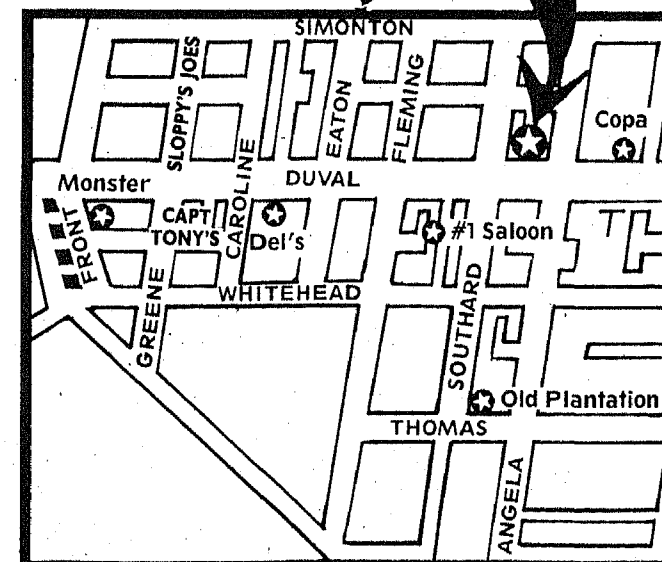 SIMONTON
SLOPPY'S JOES
EATON
FLEMING
Copa
CAROLINE
DUVAL
Monster
FRONT
CAPT
TONY'S
Del's
#1 Saloon
WHITEHEAD
GREENE
SOUTHARD
Old Plantation
THOMAS
ANGELA